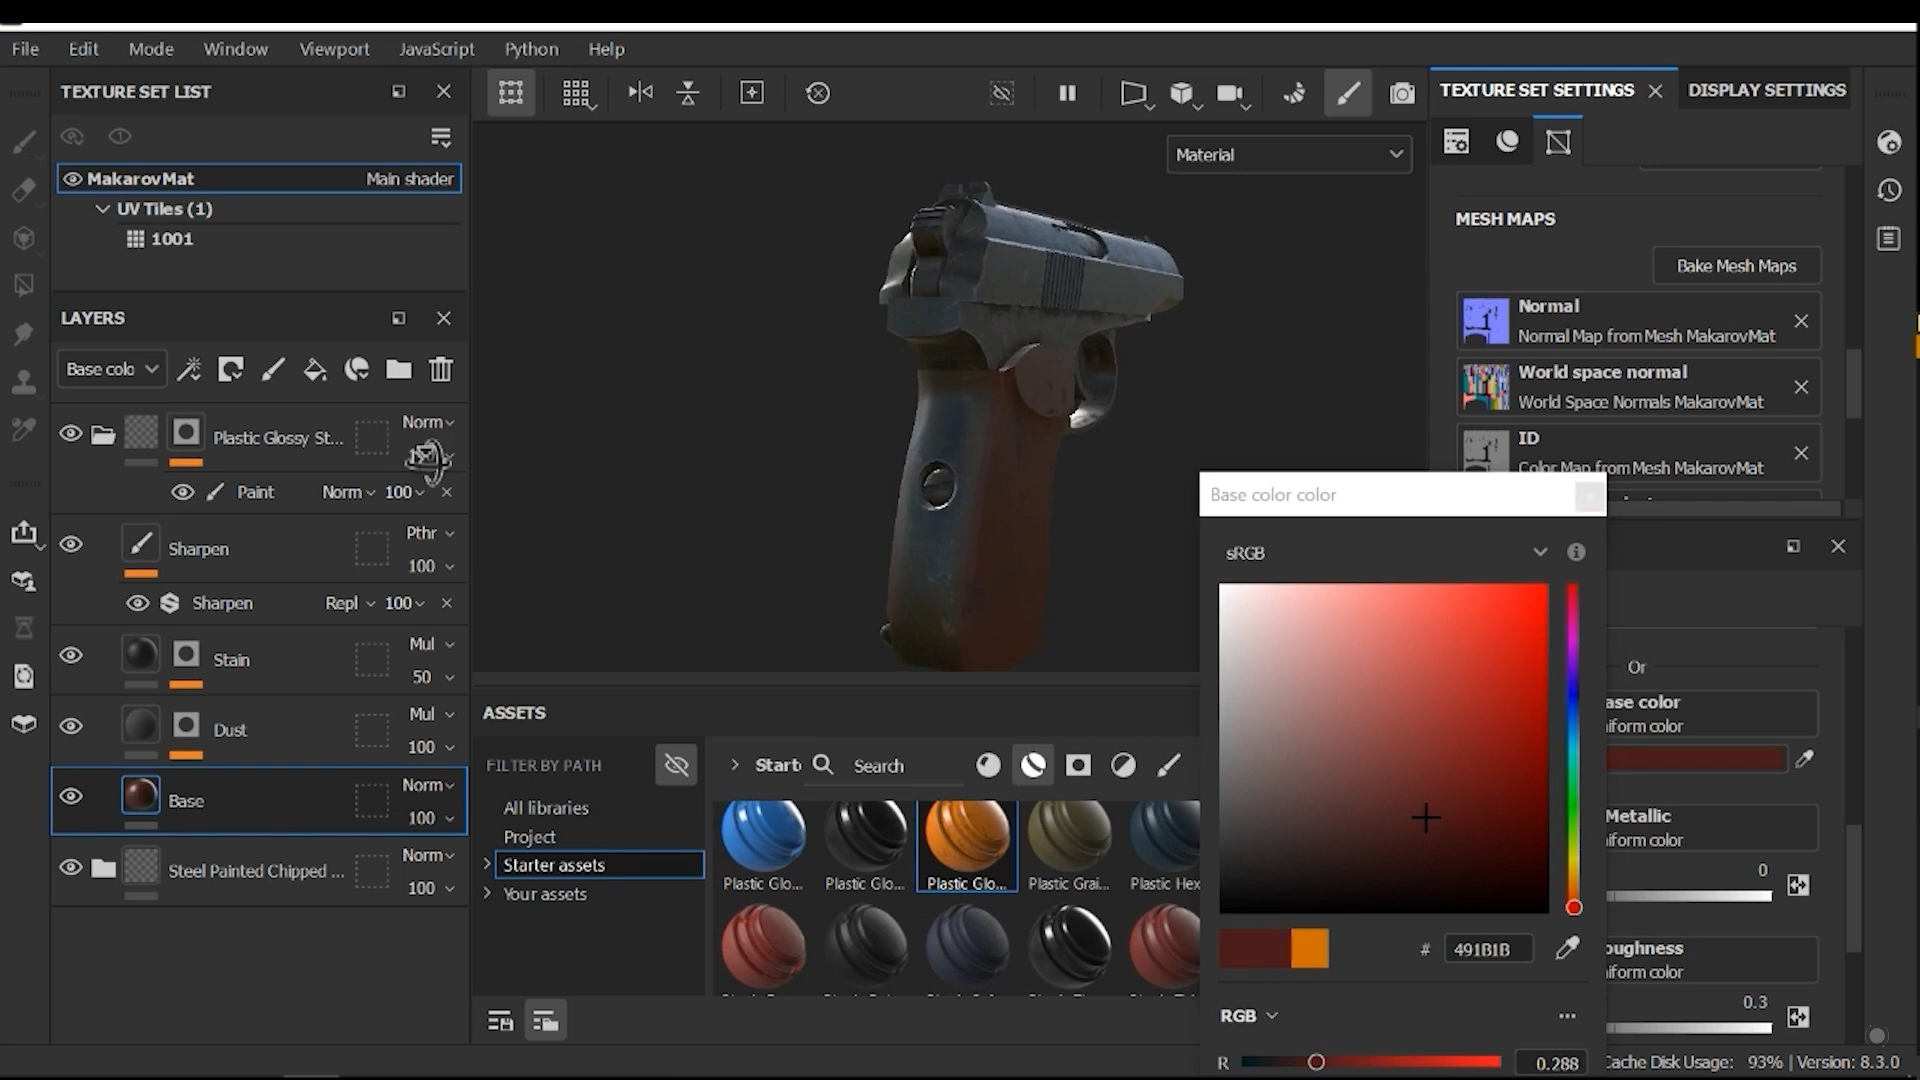 File Edit Mode Window Viewport JavaScript Python Help
TEXTURE SET LIST
MakarovMat Main shader
UV Tiles (1)
1001
LAYERS
Base colo
Plastic Glossy St... Norm
Paint Norm 100
Sharpen Pthr
100
Sharpen Repl 100
Stain Mul
50
Dust Mul
100
Base Norm
100
Steel Painted Chipped ... Norm
100
Material
ASSETS
FILTER BY PATH
All libraries
Project
Starter assets
Your assets
Start Search
Plastic Glo... Plastic Glo... Plastic Glo... Plastic Grai... Plastic Hex
TEXTURE SET SETTINGS DISPLAY SETTINGS
MESH MAPS
Bake Mesh Maps
Normal
Normal Map from Mesh MakarovMat
World space normal
World Space Normals MakarovMat
ID
Color Map from Mesh MakarovMat
Base color color
sRGB
# 491B1B
RGB
R 0.288
Or
ase color
iform color
Metallic
iform color
0
oughness
iform color
0.3
Cache Disk Usage: 93% | Version: 8.3.0